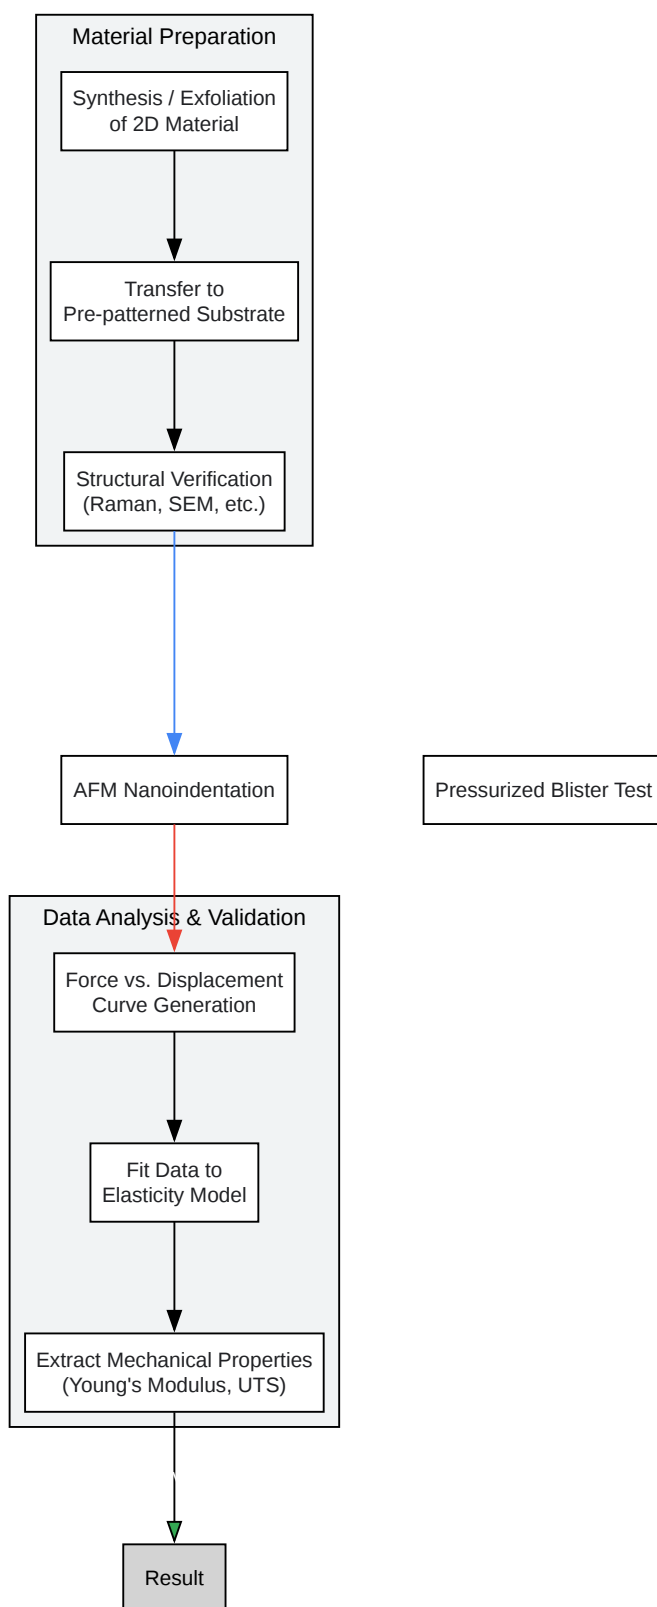 Material Preparation
Synthesis / Exfoliation
of 2D Material
Transfer to
Pre-patterned Substrate
Structural Verification
(Raman, SEM, etc.)
AFM Nanoindentation
Pressurized Blister Test
Data Analysis & Validation
Force vs. Displacement
Curve Generation
Fit Data to
Elasticity Model
Extract Mechanical Properties
(Young's Modulus, UTS)
Result